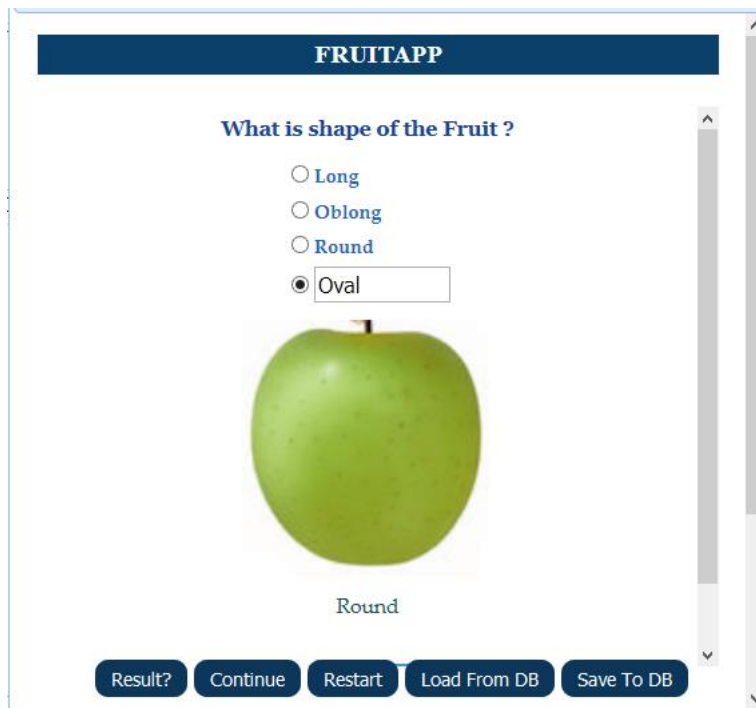 FRUITAPP
What is shape of the Fruit ?
Long
Oblong
Round
Oval
Round
Result? Continue Restart Load From DB Save To DB